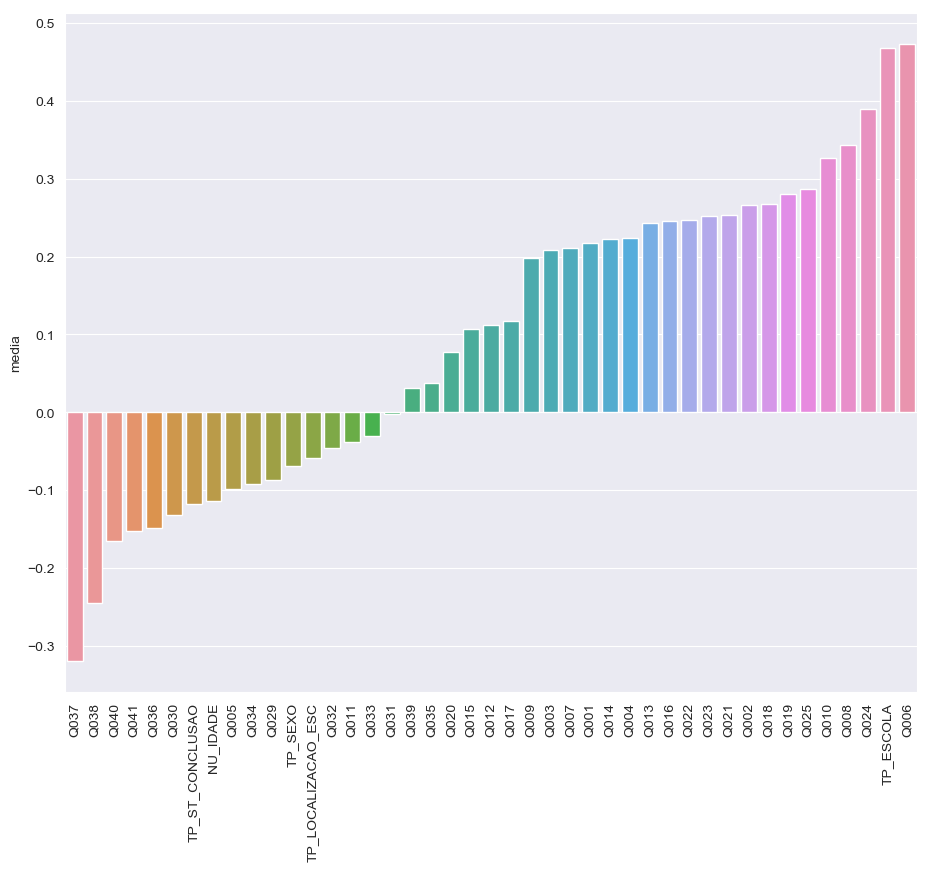 0.5
0.4
0.3
0.2
0.1
0.0
−0.1
−0.2
−0.3
media
Q037
Q038
Q040
Q041
Q036
Q030
TP_ST_CONCLUSAO
NU_IDADE
Q005
Q034
Q029
TP_SEXO
TP_LOCALIZACAO_ESC
Q032
Q011
Q033
Q031
Q039
Q035
Q020
Q015
Q012
Q017
Q009
Q003
Q007
Q001
Q014
Q004
Q013
Q016
Q022
Q023
Q021
Q002
Q018
Q019
Q025
Q010
Q008
Q024
TP_ESCOLA
Q006